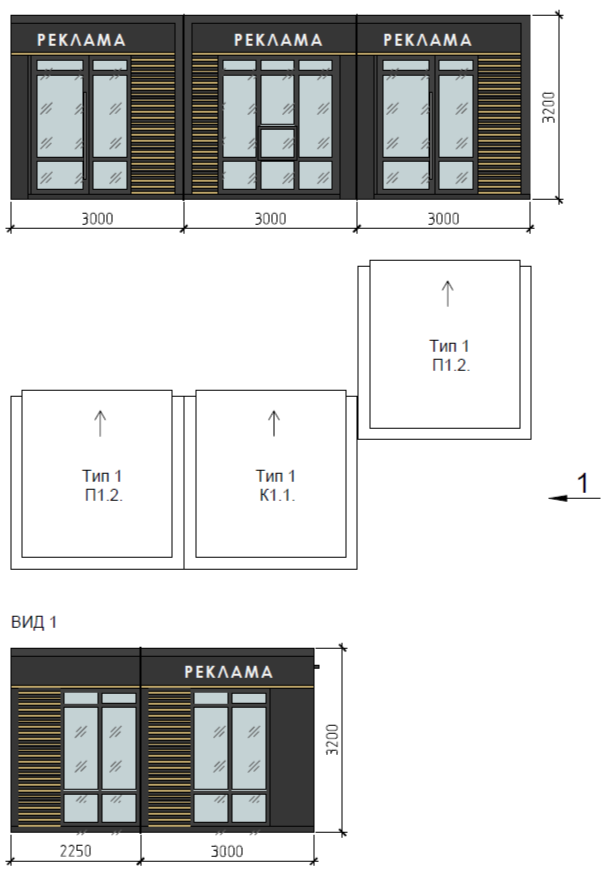 РЕКЛАМА РЕКЛАМА РЕКЛАМА
3200
3000 3000 3000
Тип 1
П1.2.
Тип 1
П1.2.
Тип 1
К1.1.
1
ВИД 1
РЕКЛАМА
3200
2250 3000